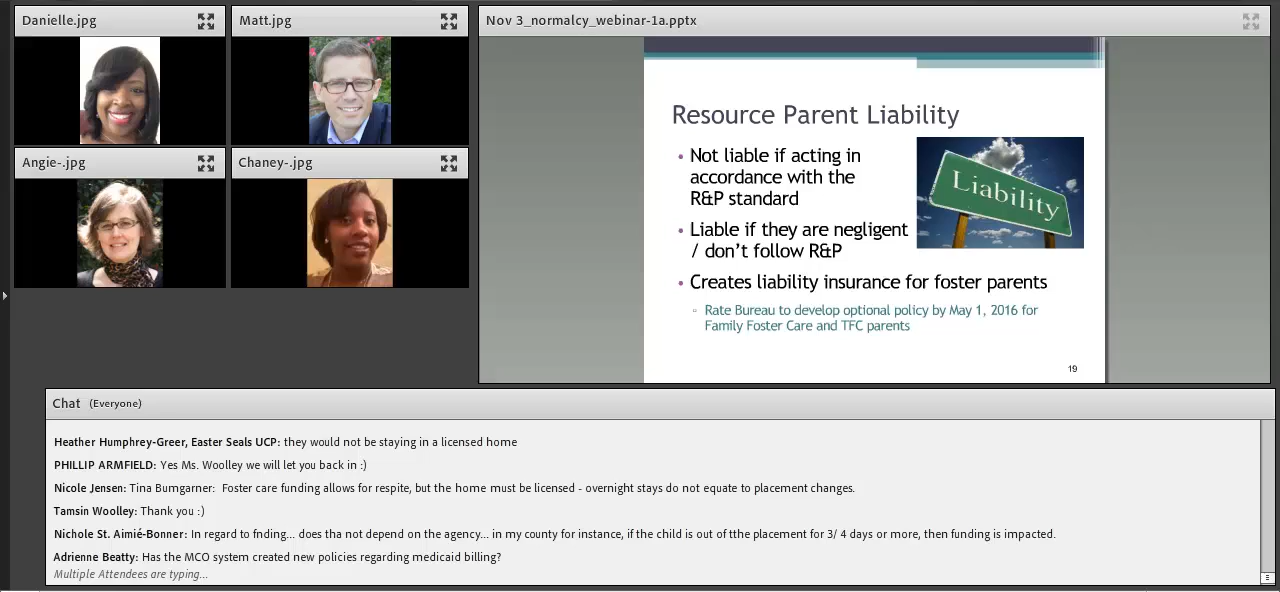 Danielle.jpg
Matt.jpg
Angie-.jpg
Chaney-.jpg
Nov 3_normalcy_webinar-1a.pptx
Resource Parent Liability
• Not liable if acting in
accordance with the
R&P standard
• Liable if they are negligent
/ don't follow R&P
• Creates liability insurance for foster parents
▫ Rate Bureau to develop optional policy by May 1, 2016 for
Family Foster Care and TFC parents
Liability
19
Chat (Everyone)
Heather Humphrey-Greer, Easter Seals UCP: they would not be staying in a licensed home
PHILLIP ARMFIELD: Yes Ms. Woolley we will let you back in :)
Nicole Jensen: Tina Bumgarner: Foster care funding allows for respite, but the home must be licensed - overnight stays do not equate to placement changes.
Tamsin Woolley: Thank you :)
Nichole St. Aimié-Bonner: In regard to fnding... does tha not depend on the agency... in my county for instance, if the child is out of tthe placement for 3/ 4 days or more, then funding is impacted.
Adrienne Beatty: Has the MCO system created new policies regarding medicaid billing?
Multiple Attendees are typing...